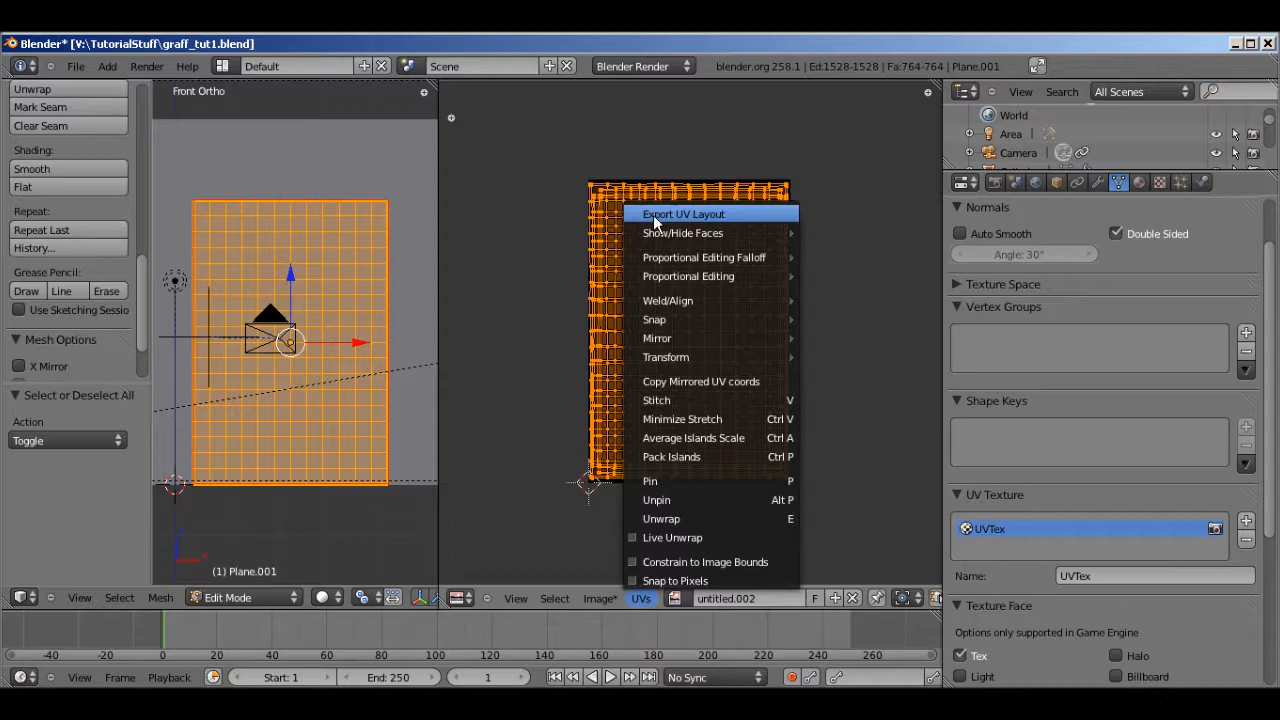 Blender* [V:\TutorialStuff\graff_tut1.blend]
File Add Render Help Default Scene Blender Render blender.org 258.1 | Ed:1528-1528 | Fa:764-764 | Plane.001
Unwrap
Mark Seam
Clear Seam
Shading:
Smooth
Flat
Repeat:
Repeat Last
History...
Grease Pencil:
Draw Line Erase
Use Sketching Sessio
Mesh Options
X Mirror
Select or Deselect All
Action
Toggle
Front Ortho
(1) Plane.001
View Select Mesh Edit Mode
Export UV Layout
Show/Hide Faces
Proportional Editing Falloff
Proportional Editing
Weld/Align
Snap
Mirror
Transform
Copy Mirrored UV coords
Stitch V
Minimize Stretch Ctrl V
Average Islands Scale Ctrl A
Pack Islands Ctrl P
Pin P
Unpin Alt P
Unwrap E
Live Unwrap
Constrain to Image Bounds
Snap to Pixels
View Select Image* UVs untitled.002 F
View Search All Scenes
World
Area
Camera
Normals
Auto Smooth Double Sided
Angle: 30°
Texture Space
Vertex Groups
Shape Keys
UV Texture
UVTex
Name: UVTex
Texture Face
Options only supported in Game Engine
Tex Halo
Light Billboard
-40 -20 0 20 40 60 80 100 120 140 160 180 200 220 240 260
View Frame Playback Start: 1 End: 250 1 No Sync